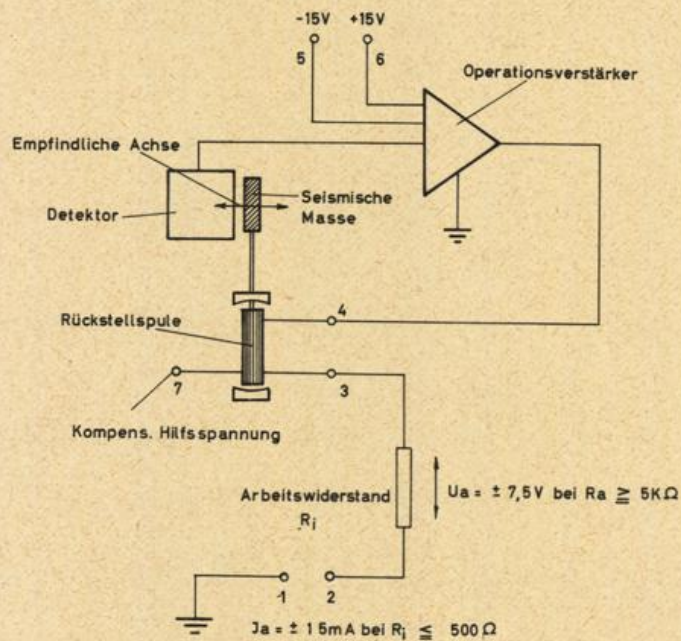 -15V +15V
5 6
Operationsverstärker
Empfindliche Achse
Seismische
Masse
Detektor
4
Rückstellspule
7 3
Kompens. Hilfsspannung
Arbeitswiderstand
Ri
Ua = ± 7,5V bei Ra ≧ 5KΩ
1 2
Ja = ± 15mA bei Ri ≦ 500Ω